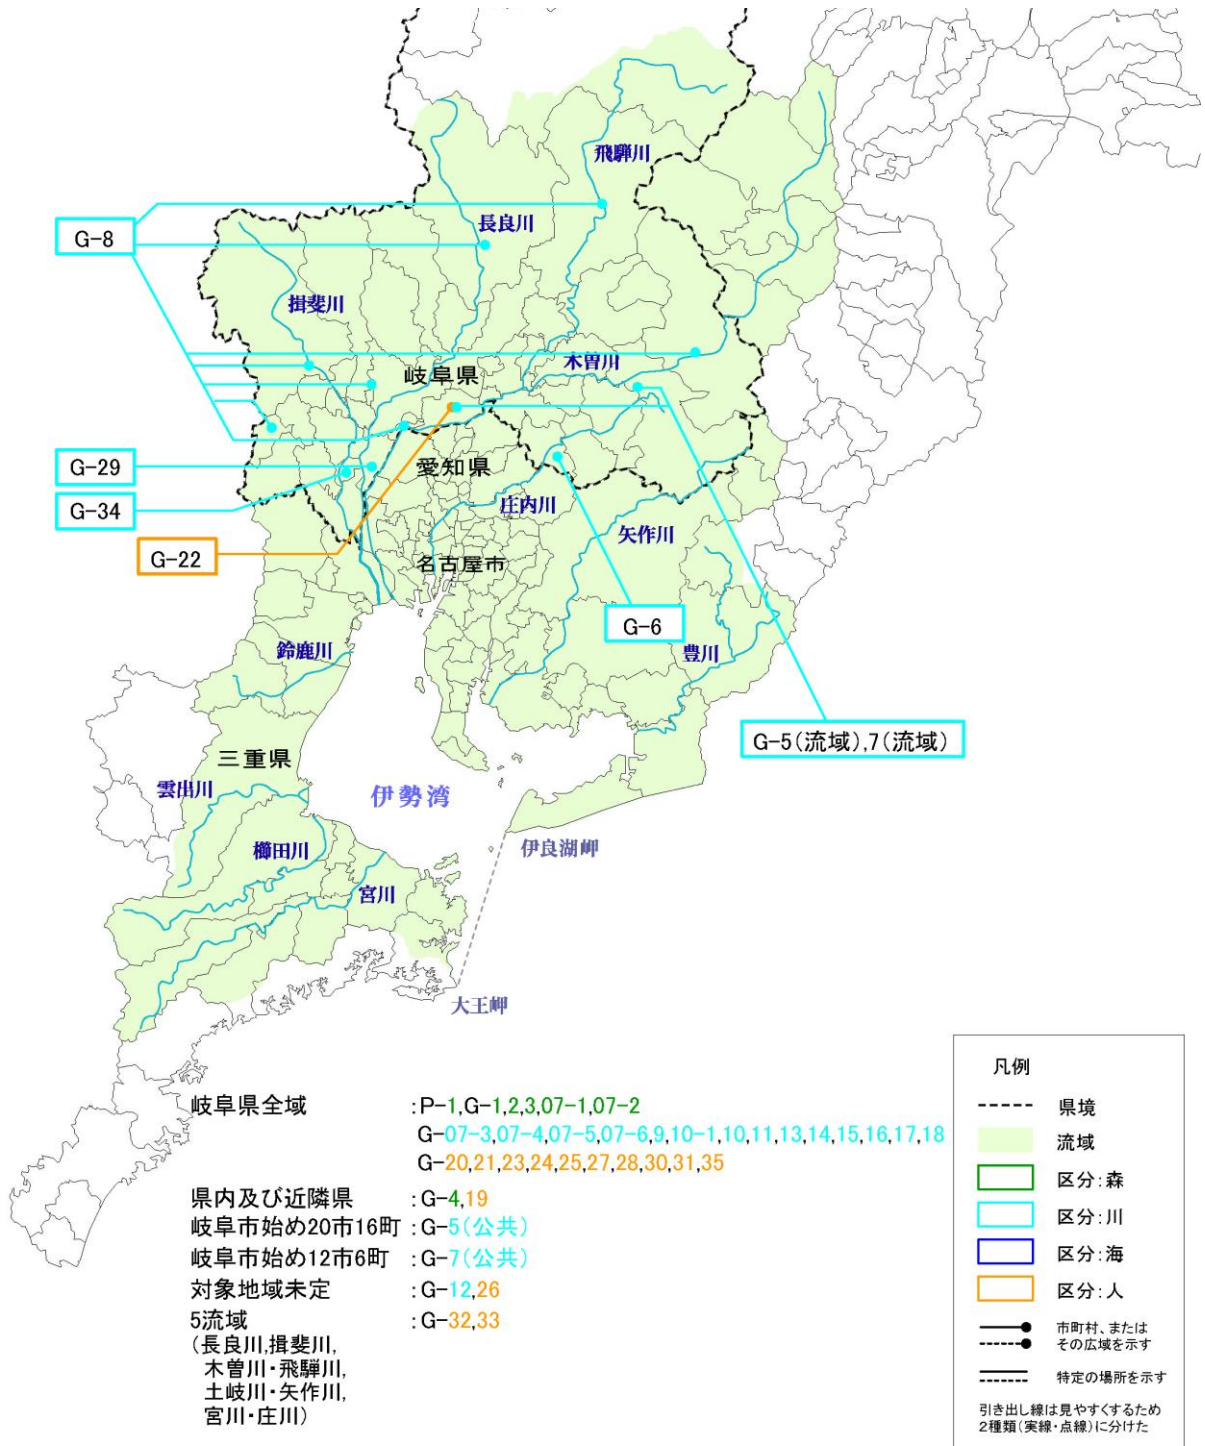 飛騨川
長良川
G-8
揖斐川
木曽川
岐阜県
G-29
愛知県
G-34
庄内川
矢作川
G-22
名古屋市
G-6
鈴鹿川
豊川
G-5(流域),7(流域)
三重県
雲出川
伊勢湾
伊良湖岬
櫛田川
宮川
大王岬
岐阜県全域 :P-1,G-1,2,3,07-1,07-2
G-07-3,07-4,07-5,07-6,9,10-1,10,11,13,14,15,16,17,18
G-20,21,23,24,25,27,28,30,31,35
県内及び近隣県 :G-4,19
岐阜市始め20市16町 :G-5(公共)
岐阜市始め12市6町 :G-7(公共)
対象地域未定 :G-12,26
5流域 :G-32,33
(長良川,揖斐川,
木曽川・飛騨川,
土岐川・矢作川,
宮川・庄川)
凡例
県境
流域
区分:森
区分:川
区分:海
区分:人
市町村、または
その広域を示す
特定の場所を示す
引き出し線は見やすくするため
2種類(実線・点線)に分けた